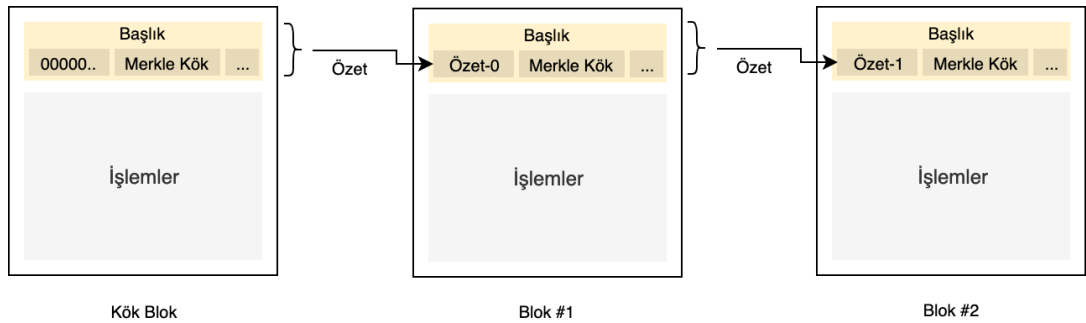 Başlık
00000.. Merkle Kök ...
İşlemler
Kök Blok
Özet
Başlık
Özet-0 Merkle Kök ...
İşlemler
Blok #1
Özet
Başlık
Özet-1 Merkle Kök ...
İşlemler
Blok #2